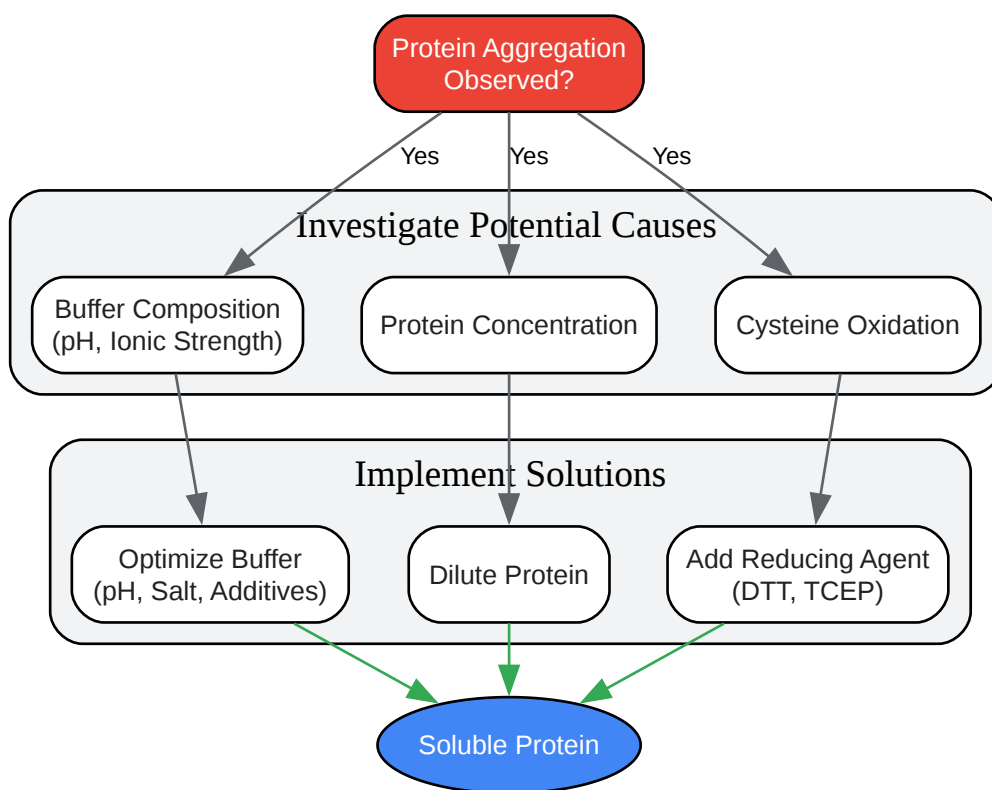 Protein Aggregation
Observed?
Yes
Yes
Yes
Investigate Potential Causes
Buffer Composition
(pH, Ionic Strength)
Protein Concentration
Cysteine Oxidation
Implement Solutions
Optimize Buffer
(pH, Salt, Additives)
Dilute Protein
Add Reducing Agent
(DTT, TCEP)
Soluble Protein